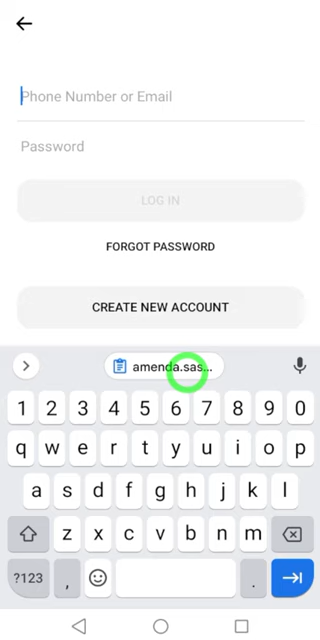 Phone Number or Email
Password
LOG IN
FORGOT PASSWORD
CREATE NEW ACCOUNT
amenda.sas...
1 2 3 4 5 6 7 8 9 0
q w e r t y u i o p
a s d f g h j k l
z x c v b n m
?123 , .